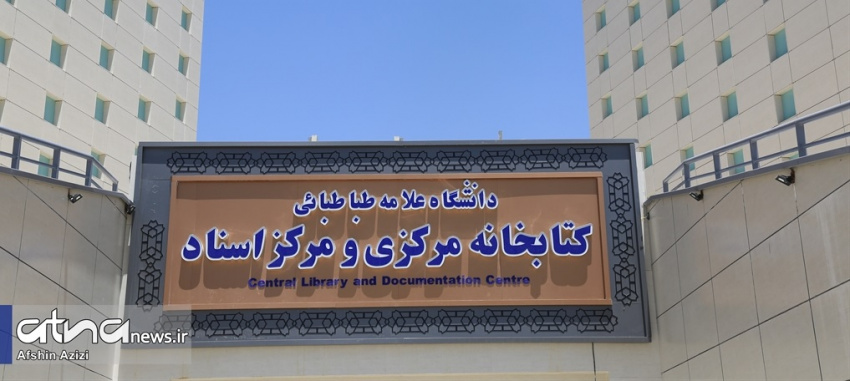 دانشگاه علامه طباطبائی
کتابخانه مرکزی و مرکز اسناد
Central Library and Documentation Centre
atna news.ir
Afshin Azizi